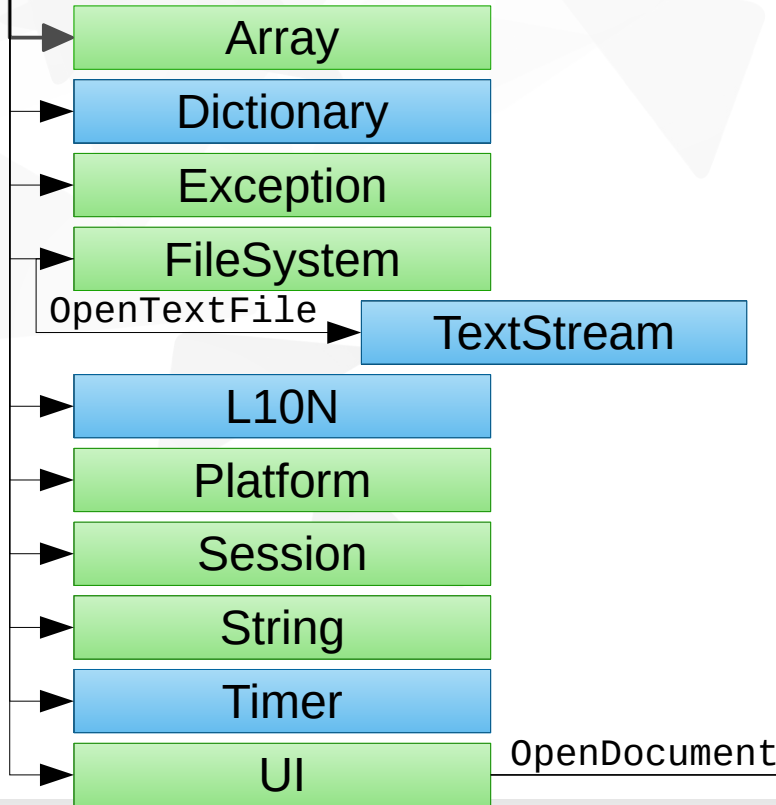 Array
Dictionary
Exception
FileSystem
OpenTextFile
TextStream
L10N
Platform
Session
String
Timer
UI
OpenDocument